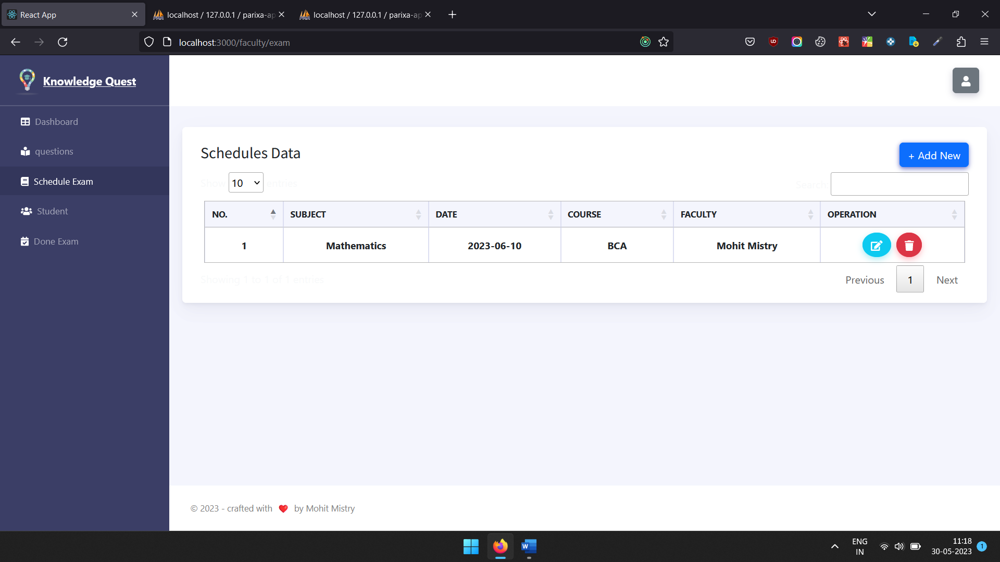 React App
localhost / 127.0.0.1 / parixa-ap
localhost / 127.0.0.1 / parixa-ap
localhost:3000/faculty/exam
Knowledge Quest
Dashboard
questions
Schedule Exam
Student
Done Exam
Schedules Data
+ Add New
Show 10 entries
Search:
NO. SUBJECT DATE COURSE FACULTY OPERATION
1 Mathematics 2023-06-10 BCA Mohit Mistry
Showing 1 to 1 of 1 entries
Previous 1 Next
© 2023 - crafted with ❤ by Mohit Mistry
ENG
IN
11:18
30-05-2023
1